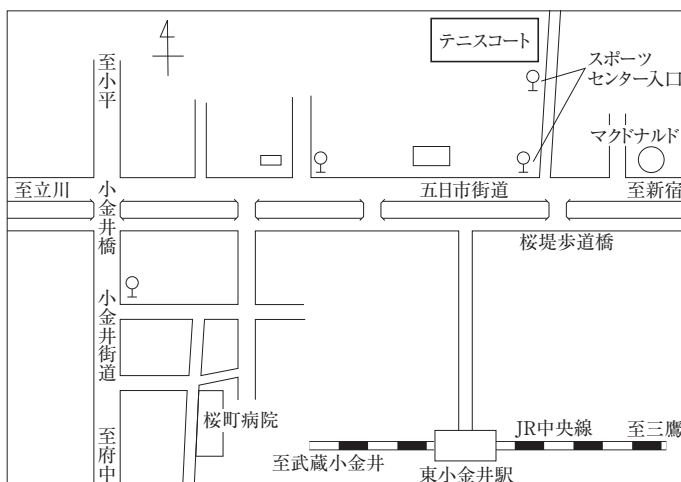 テニスコート
至小平
スポーツ
センター入口
マクドナルド
至立川
小金井橋
五日市街道
至新宿
桜堤歩道橋
小金井街道
桜町病院
至府中
JR中央線
至三鷹
至武蔵小金井
東小金井駅